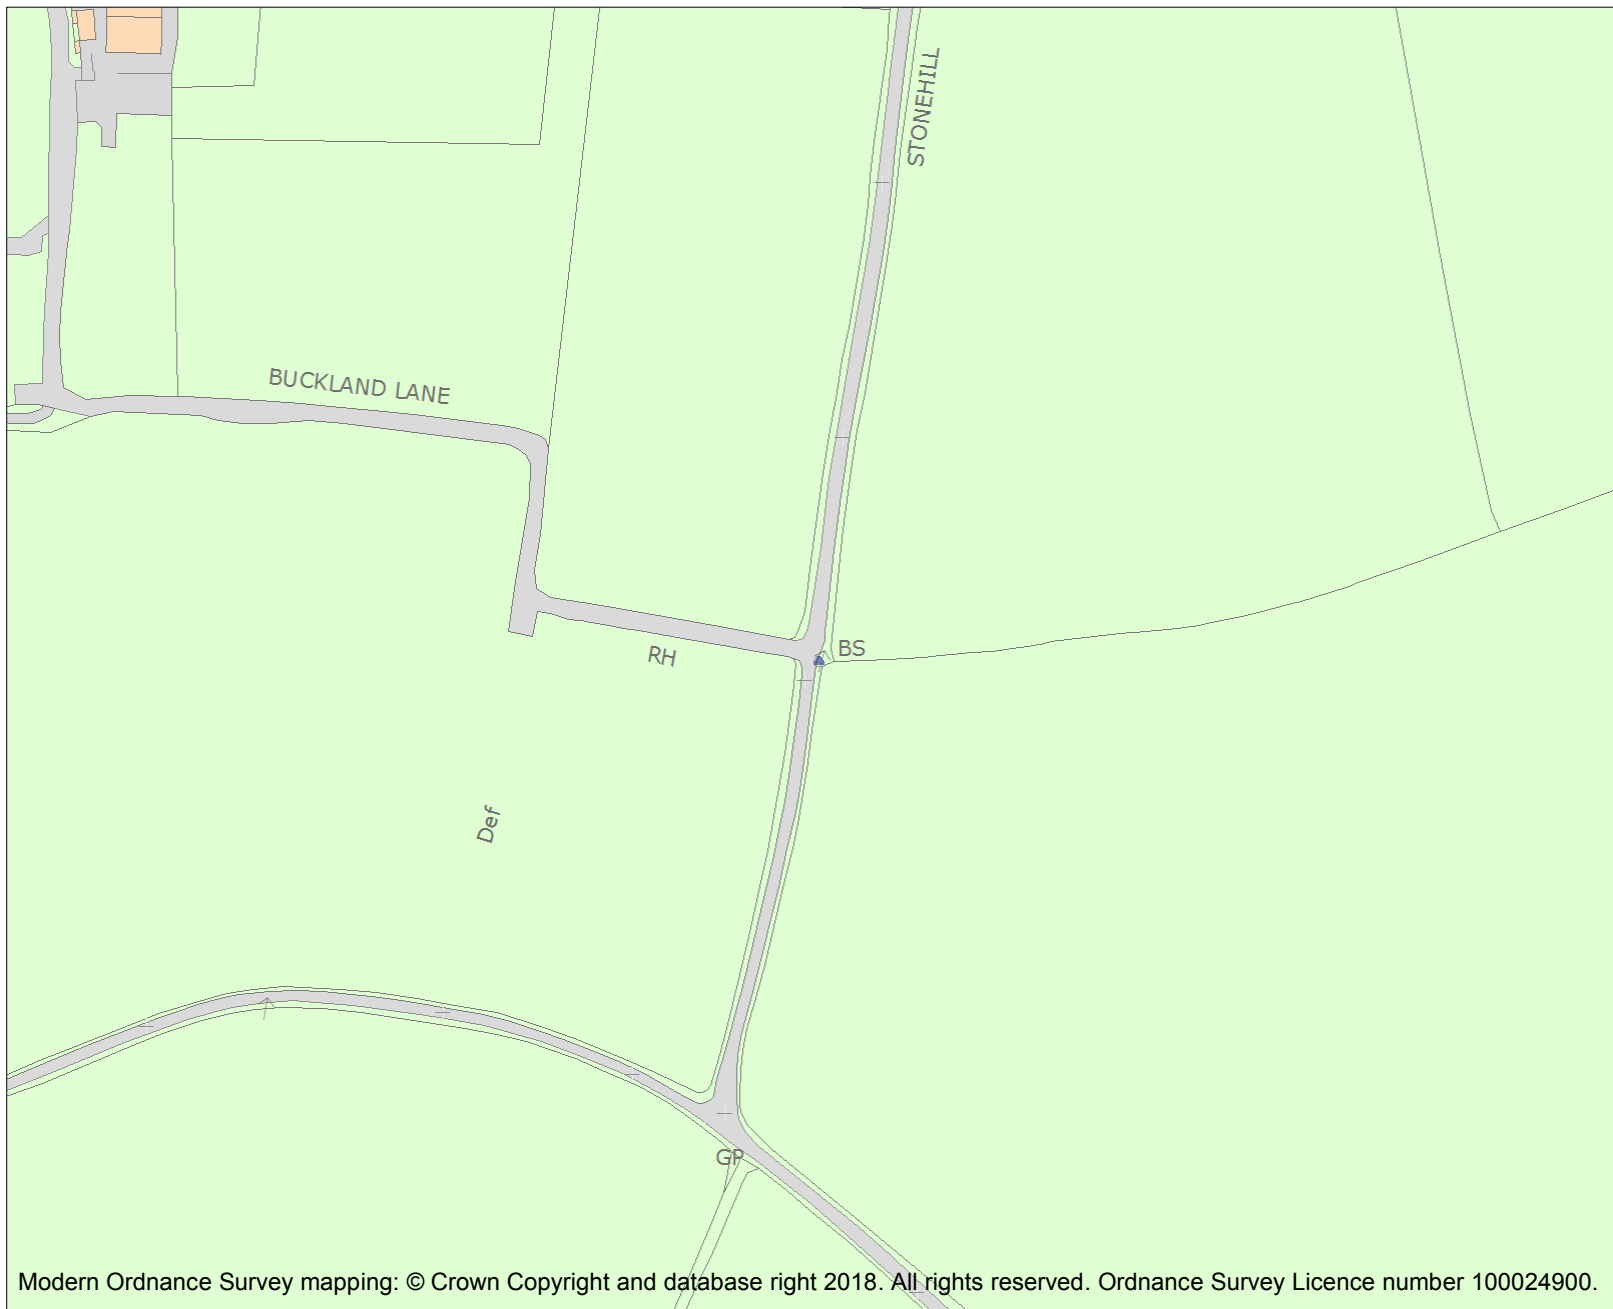 STONEHILL
BUCKLAND LANE
BS
RH
Def
GP
Modern Ordnance Survey mapping: © Crown Copyright and database right 2018. All rights reserved. Ordnance Survey Licence number 100024900.